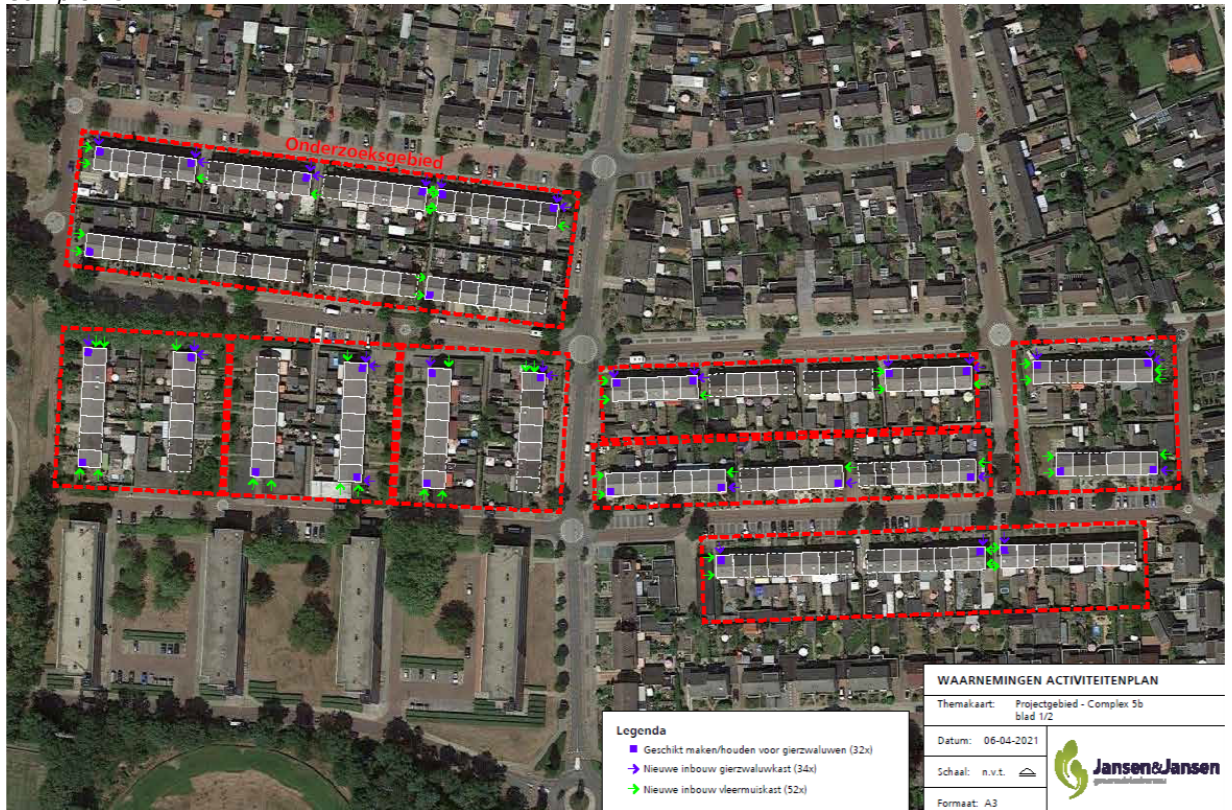 Onderzoeksgebied
Legenda
Geschikt maken/houden voor gierzwaluwen (32x)
Nieuwe inbouw gierzwaluwkast (34x)
Nieuwe inbouw vleermuiskast (52x)
WAARNEMINGEN ACTIVITEITENPLAN
Themakaart: Projectgebied - Complex 5b
blad 1/2
Datum: 06-04-2021
Schaal: n.v.t.
Formaat: A3
Jansen&Jansen